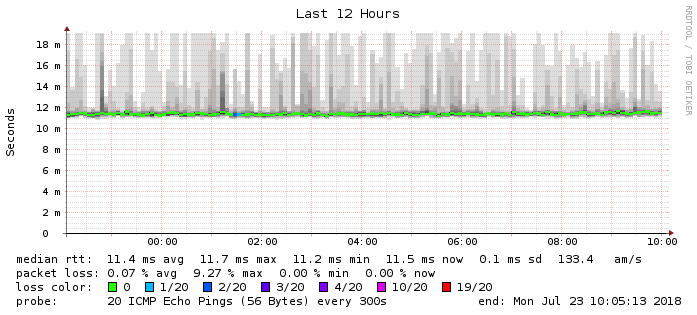 Last 12 Hours
RRDTOOL / TOBI OETIKER
Seconds
18 m
16 m
14 m
12 m
10 m
8 m
6 m
4 m
2 m
0
00:00 02:00 04:00 06:00 08:00 10:00
median rtt: 11.4 ms avg 11.7 ms max 11.2 ms min 11.5 ms now 0.1 ms sd 133.4 am/s
packet loss: 0.07 % avg 9.27 % max 0.00 % min 0.00 % now
loss color: 0 1/20 2/20 3/20 4/20 10/20 19/20
probe: 20 ICMP Echo Pings (56 Bytes) every 300s end: Mon Jul 23 10:05:13 2018